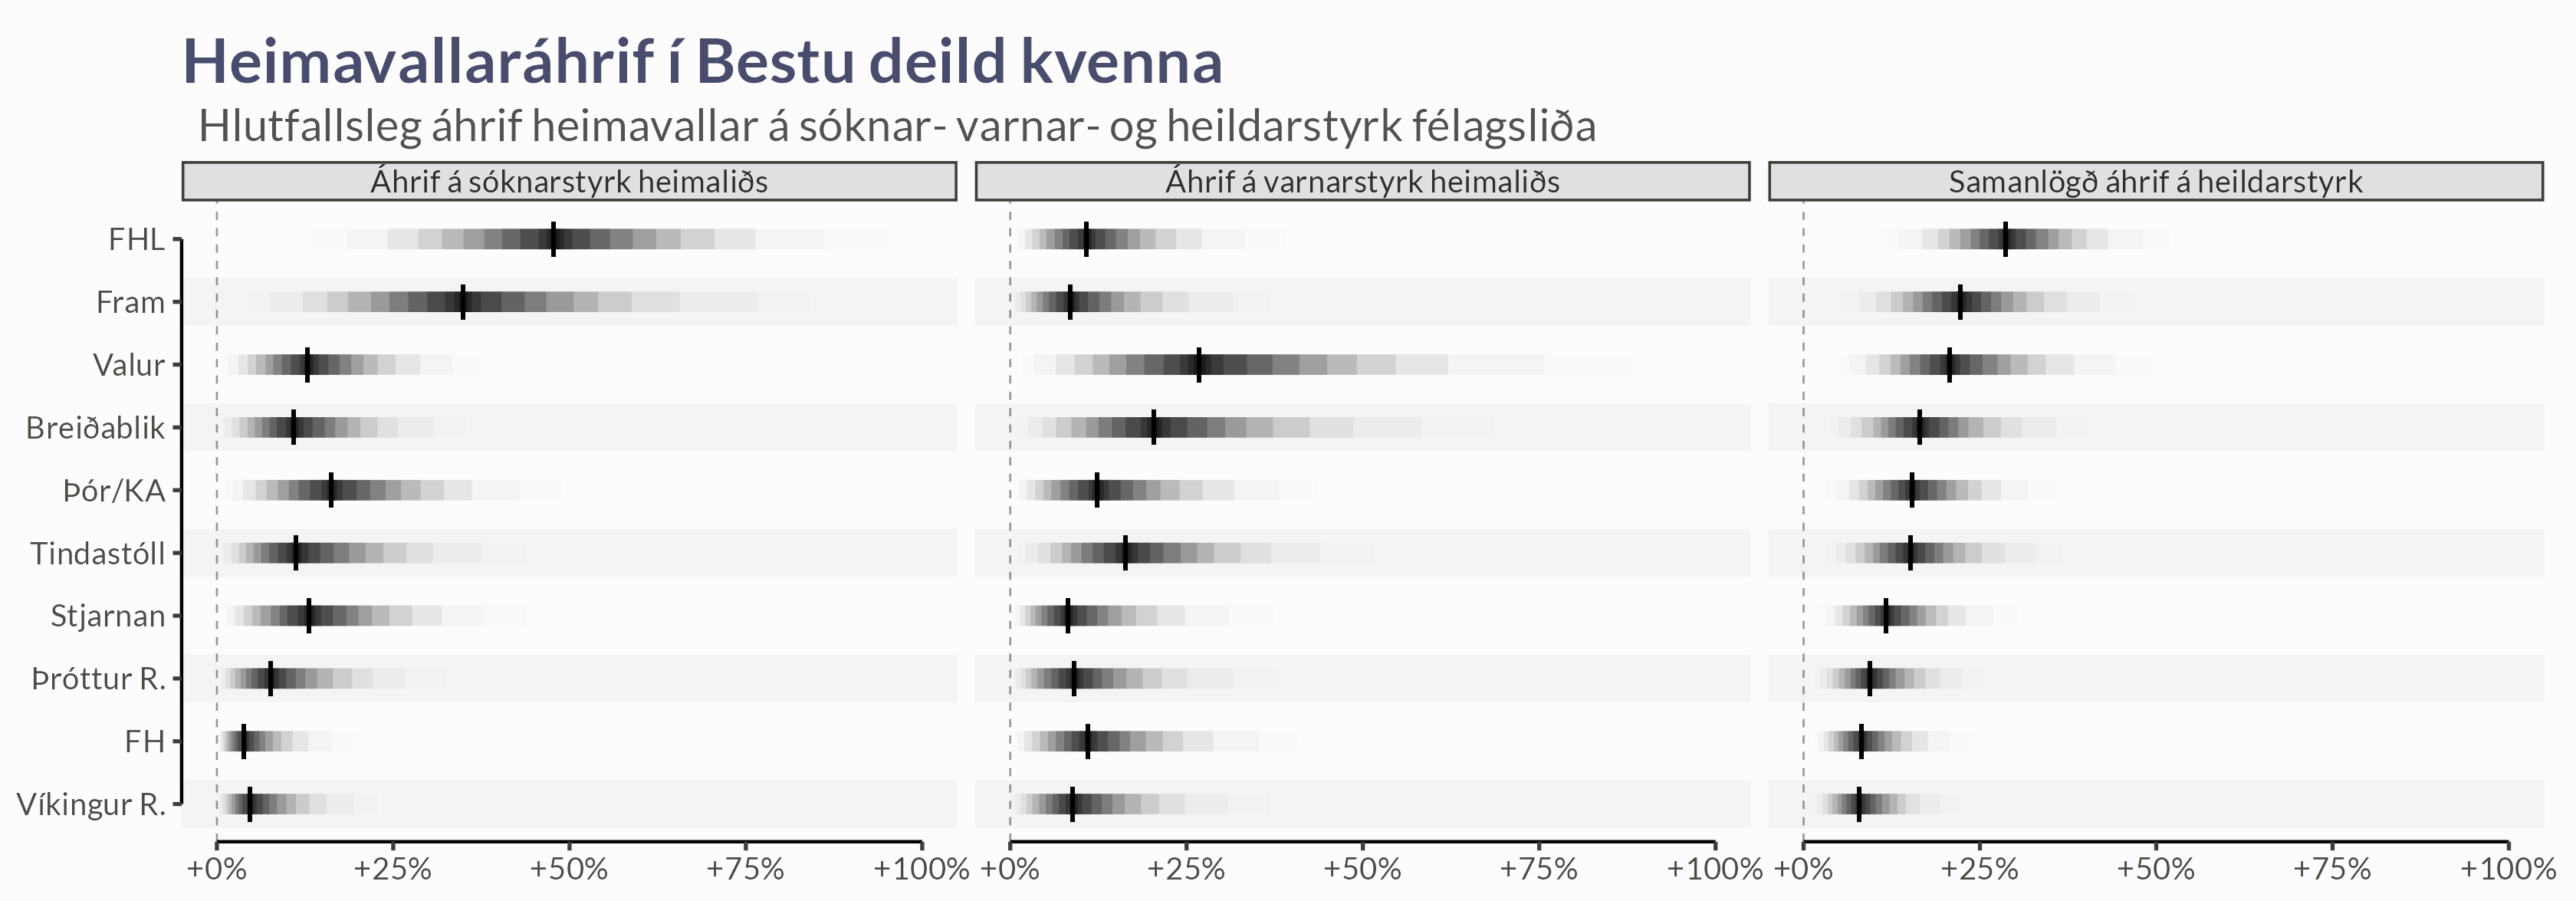 Heimavallaráhrif í Bestu deild kvenna
Hlutfallsleg áhrif heimavallar á sóknar- varnar- og heildarstyrk félagsliða
Áhrif á sóknarstyrk heimaliðs
Áhrif á varnarstyrk heimaliðs
Samanlögð áhrif á heildarstyrk
FHL
Fram
Valur
Breiðablik
Þór/KA
Tindastóll
Stjarnan
Þróttur R.
FH
Víkingur R.
+0% +25% +50% +75% +100%
+0% +25% +50% +75% +100%
+0% +25% +50% +75% +100%